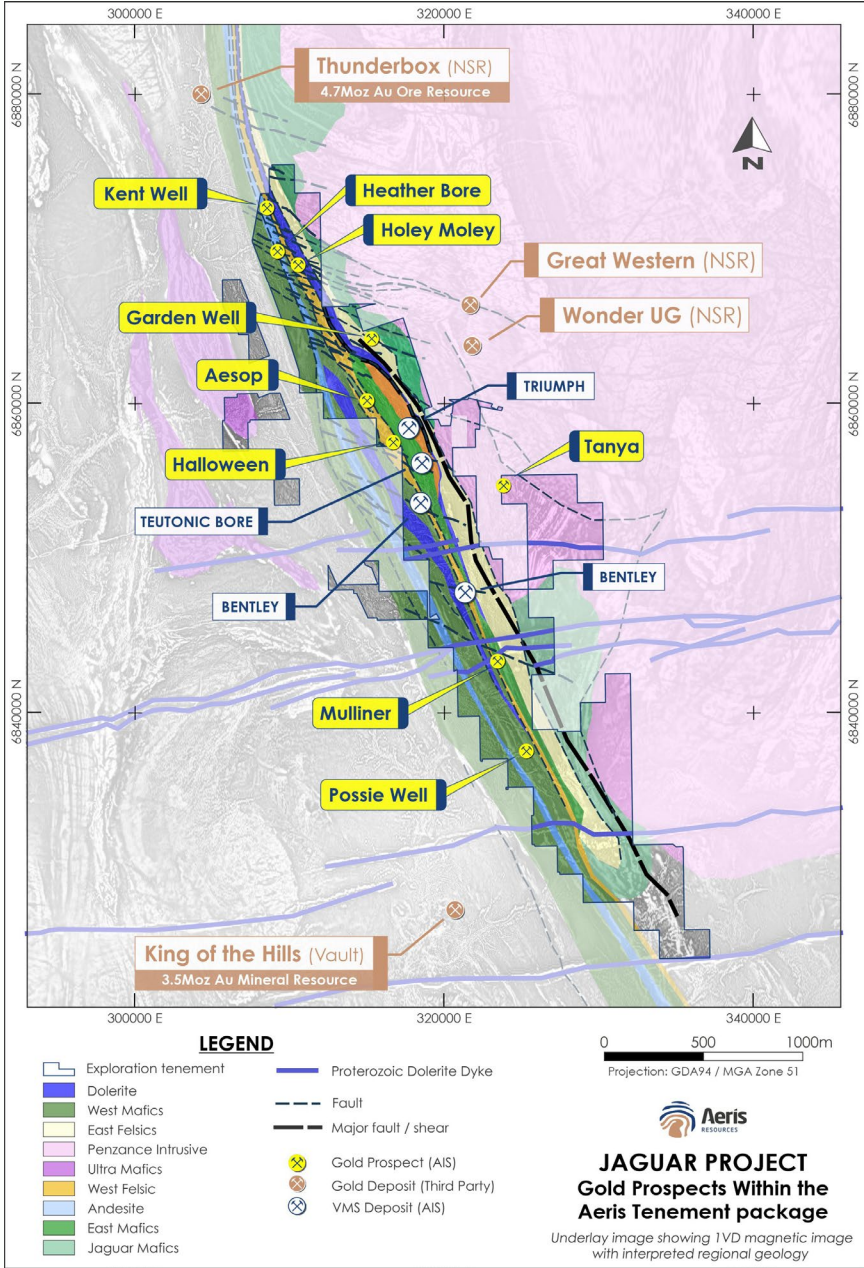 300000 E
320000 E
340000 E
6880000 N
6880000 N
Thunderbox (NSR)
4.7Moz Au Ore Resource
N
Kent Well
Heather Bore
Holey Moley
Great Western (NSR)
Garden Well
Wonder UG (NSR)
Aesop
TRIUMPH
6860000 N
6860000 N
Halloween
Tanya
TEUTONIC BORE
BENTLEY
BENTLEY
Mulliner
6840000 N
6840000 N
Possie Well
King of the Hills (Vault)
3.5Moz Au Mineral Resource
300000 E
320000 E
340000 E
LEGEND
Exploration tenement
Dolerite
West Mafics
East Felsics
Penzance Intrusive
Ultra Mafics
West Felsic
Andesite
East Mafics
Jaguar Mafics
Proterozoic Dolerite Dyke
Fault
Major fault / shear
Gold Prospect (AIS)
Gold Deposit (Third Party)
VMS Deposit (AIS)
0 500 1000m
Projection: GDA94 / MGA Zone 51
Aeris
RESOURCES
JAGUAR PROJECT
Gold Prospects Within the
Aeris Tenement package
Underlay image showing 1VD magnetic image
with interpreted regional geology